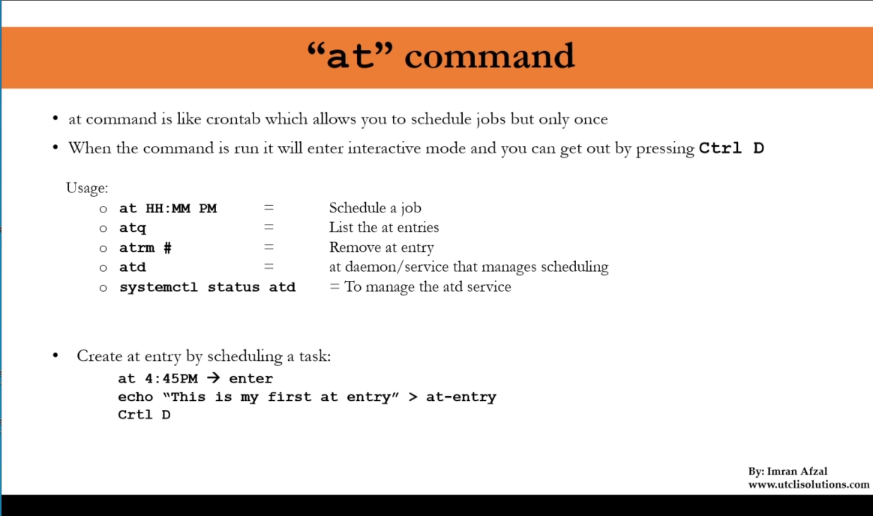 “at” command
• at command is like crontab which allows you to schedule jobs but only once
• When the command is run it will enter interactive mode and you can get out by pressing Ctrl D
Usage:
o at HH:MM PM = Schedule a job
o atq = List the at entries
o atrm # = Remove at entry
o atd = at daemon/service that manages scheduling
o systemctl status atd = To manage the atd service
• Create at entry by scheduling a task:
at 4:45PM → enter
echo “This is my first at entry” > at-entry
Crtl D
By: Imran Afzal
www.utclisolutions.com